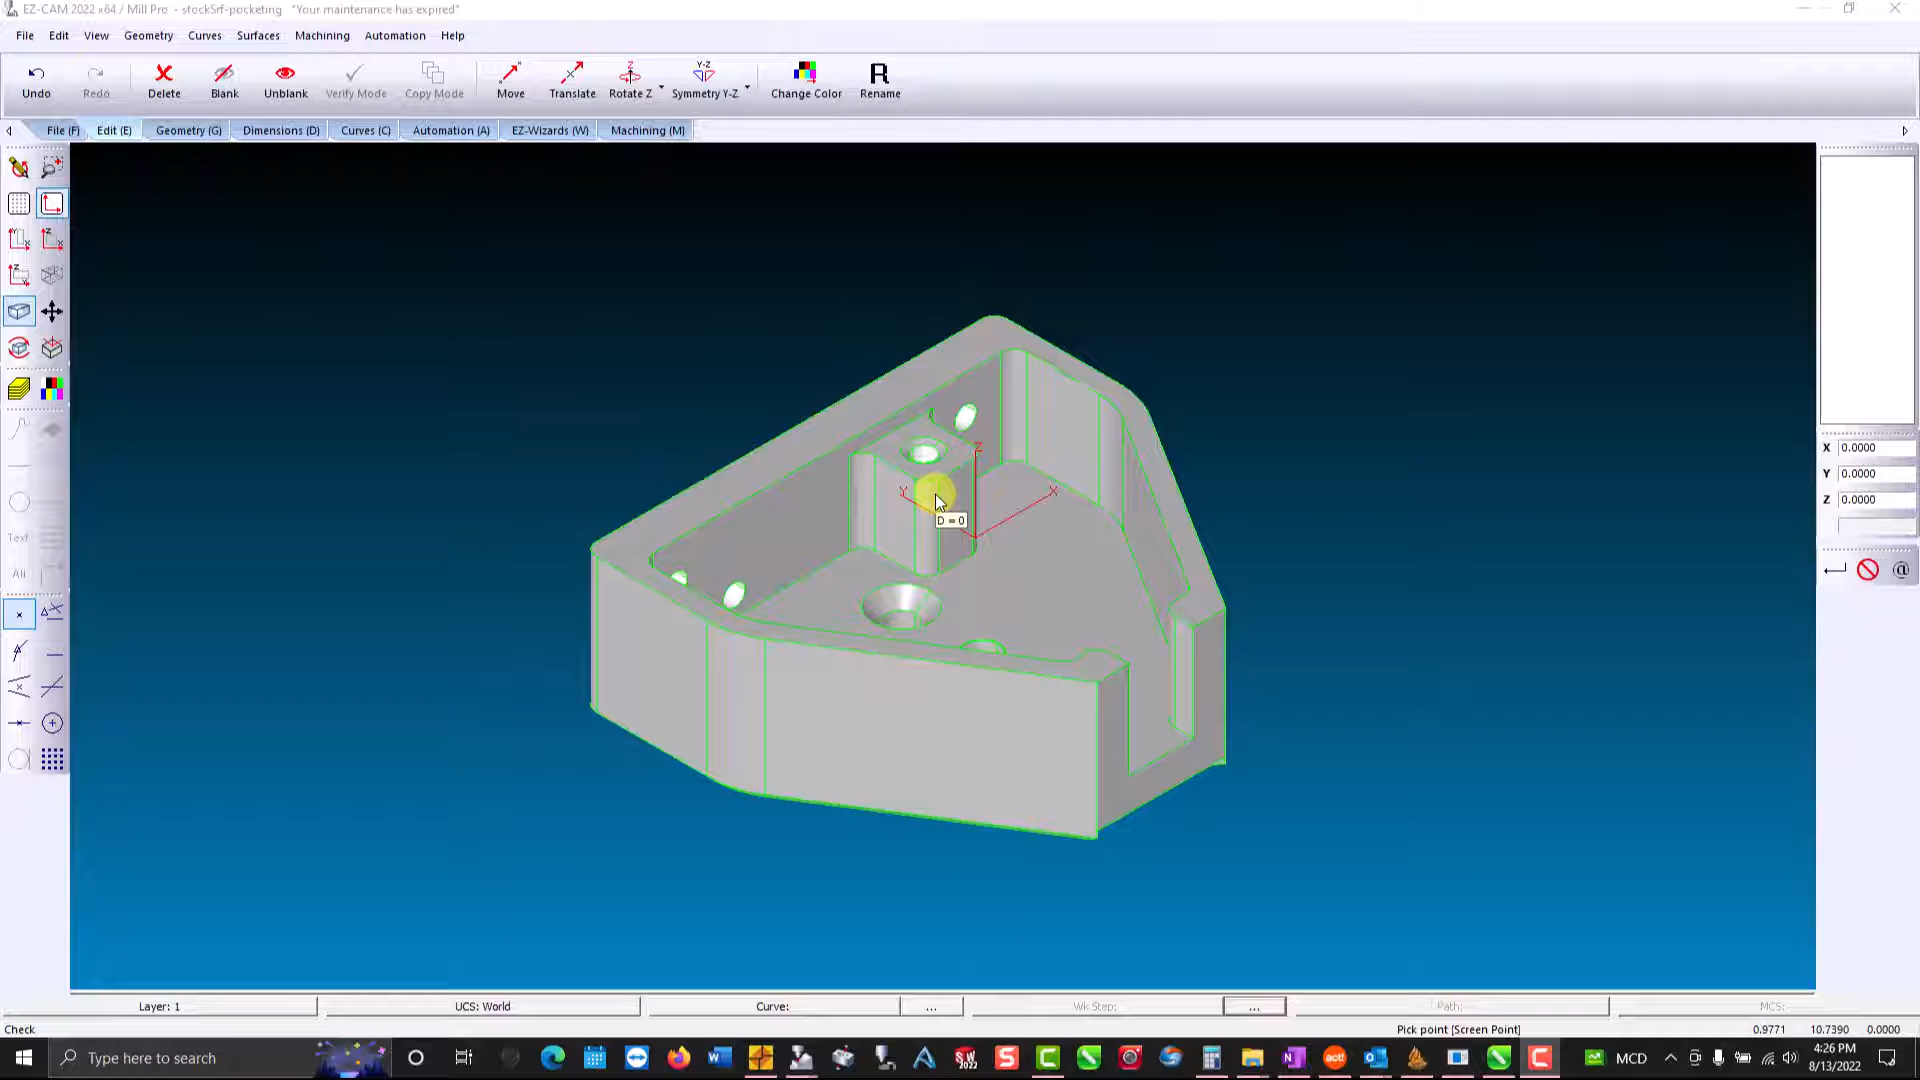 EZ-CAM 2022 x64 / Mill Pro - stockSrf-pocketing "Your maintenance has expired"
File Edit View Geometry Curves Surfaces Machining Automation Help
Undo Redo Delete Blank Unblank Verify Mode Copy Mode Move Translate Rotate Z Symmetry Y-Z Change Color Rename
File (F) Edit (E) Geometry (G) Dimensions (D) Curves (C) Automation (A) EZ-Wizards (W) Machining (M)
X 0.0000
Y 0.0000
Z 0.0000
Z
Y
X
D = 0
Text
All
@
Layer: 1 UCS: World Curve: ... Wk Step: ... Path: MCS:
Check Pick point [Screen Point] 0.9771 10.7390 0.0000
Type here to search
MCD
4:26 PM
8/13/2022